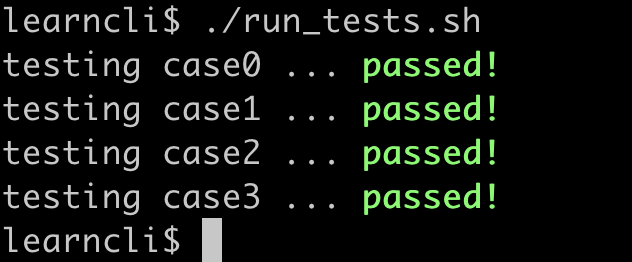 learncli$ ./run_tests.sh
testing case0 ... passed!
testing case1 ... passed!
testing case2 ... passed!
testing case3 ... passed!
learncli$